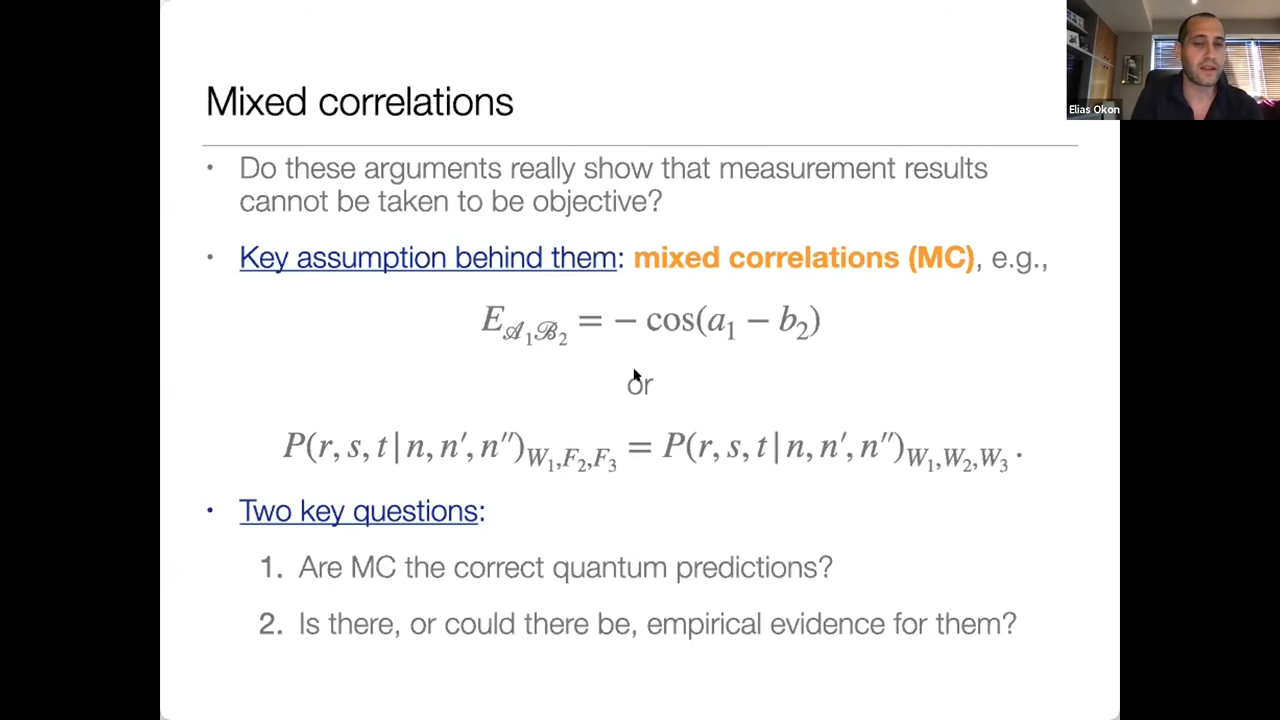 Elias Okon
Mixed correlations
• Do these arguments really show that measurement results
cannot be taken to be objective?
• Key assumption behind them: mixed correlations (MC), e.g.,
E𝒜₁ℬ₂ = − cos(a₁ − b₂)
or
P(r, s, t | n, n′, n″)W₁,F₂,F₃ = P(r, s, t | n, n′, n″)W₁,W₂,W₃ .
• Two key questions:
1. Are MC the correct quantum predictions?
2. Is there, or could there be, empirical evidence for them?